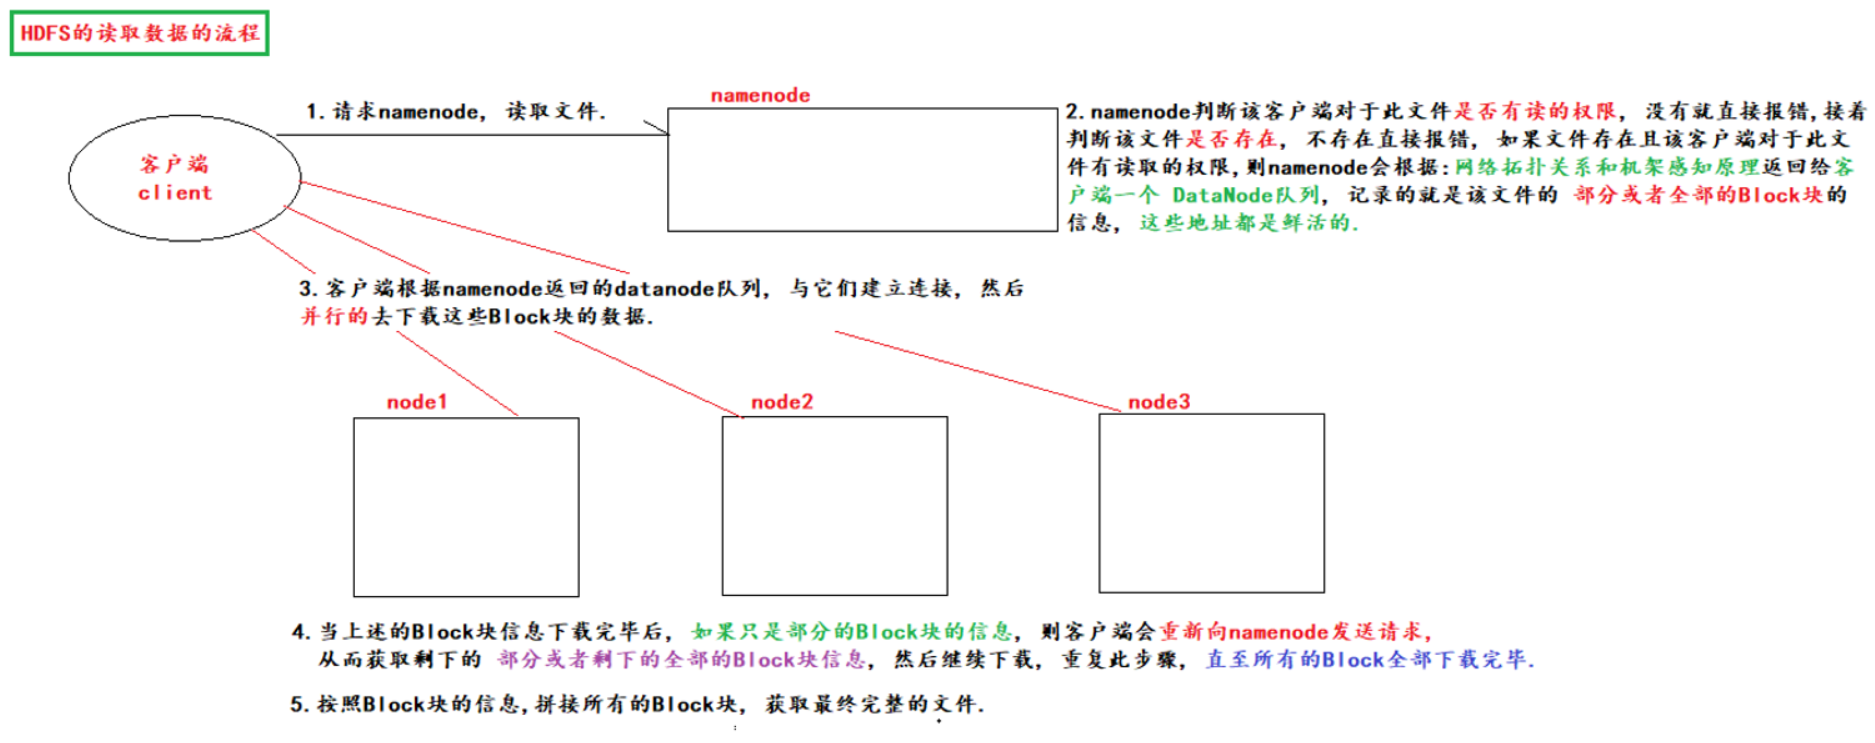 HDFS的读取数据的流程
namenode
1.请求namenode, 读取文件.
客户端
client
2.namenode判断该客户端对于此文件是否有读的权限, 没有就直接报错,接着
判断该文件是否存在, 不存在直接报错, 如果文件存在且该客户端对于此文
件有读取的权限,则namenode会根据:网络拓扑关系和机架感知原理返回给客
户端一个 DataNode队列, 记录的就是该文件的 部分或者全部的Block块的
信息, 这些地址都是鲜活的.
3.客户端根据namenode返回的datanode队列, 与它们建立连接, 然后
并行的去下载这些Block块的数据.
node1
node2
node3
4.当上述的Block块信息下载完毕后, 如果只是部分的Block块的信息, 则客户端会重新向namenode发送请求,
从而获取剩下的 部分或者剩下的全部的Block块信息, 然后继续下载, 重复此步骤, 直至所有的Block全部下载完毕.
5.按照Block块的信息,拼接所有的Block块, 获取最终完整的文件.